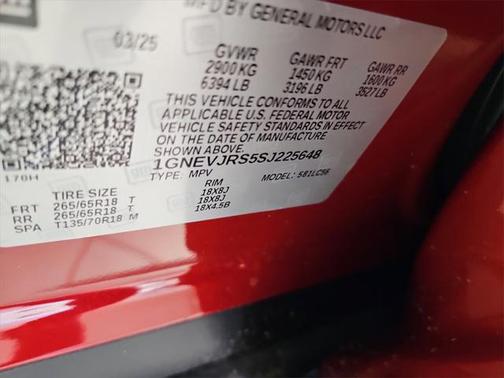 MFD BY GENERAL MOTORS LLC
03/25
GVWR GAWR FRT GAWR RR
2900 KG 1450 KG 1600 KG
6394 LB 3196 LB 3527 LB
THIS VEHICLE CONFORMS TO ALL
APPLICABLE U.S. FEDERAL MOTOR
VEHICLE SAFETY STANDARDS IN EFFECT
ON THE DATE OF MANUFACTURE
SHOWN ABOVE.
1GNEVJRS5SJ225648
TYPE: MPV MODEL:
170H
TIRE SIZE RIM
FRT 265/65R18 T 18X8J
RR 265/65R18 T 18X8J
SPA T135/70R18 M 18X4.5B